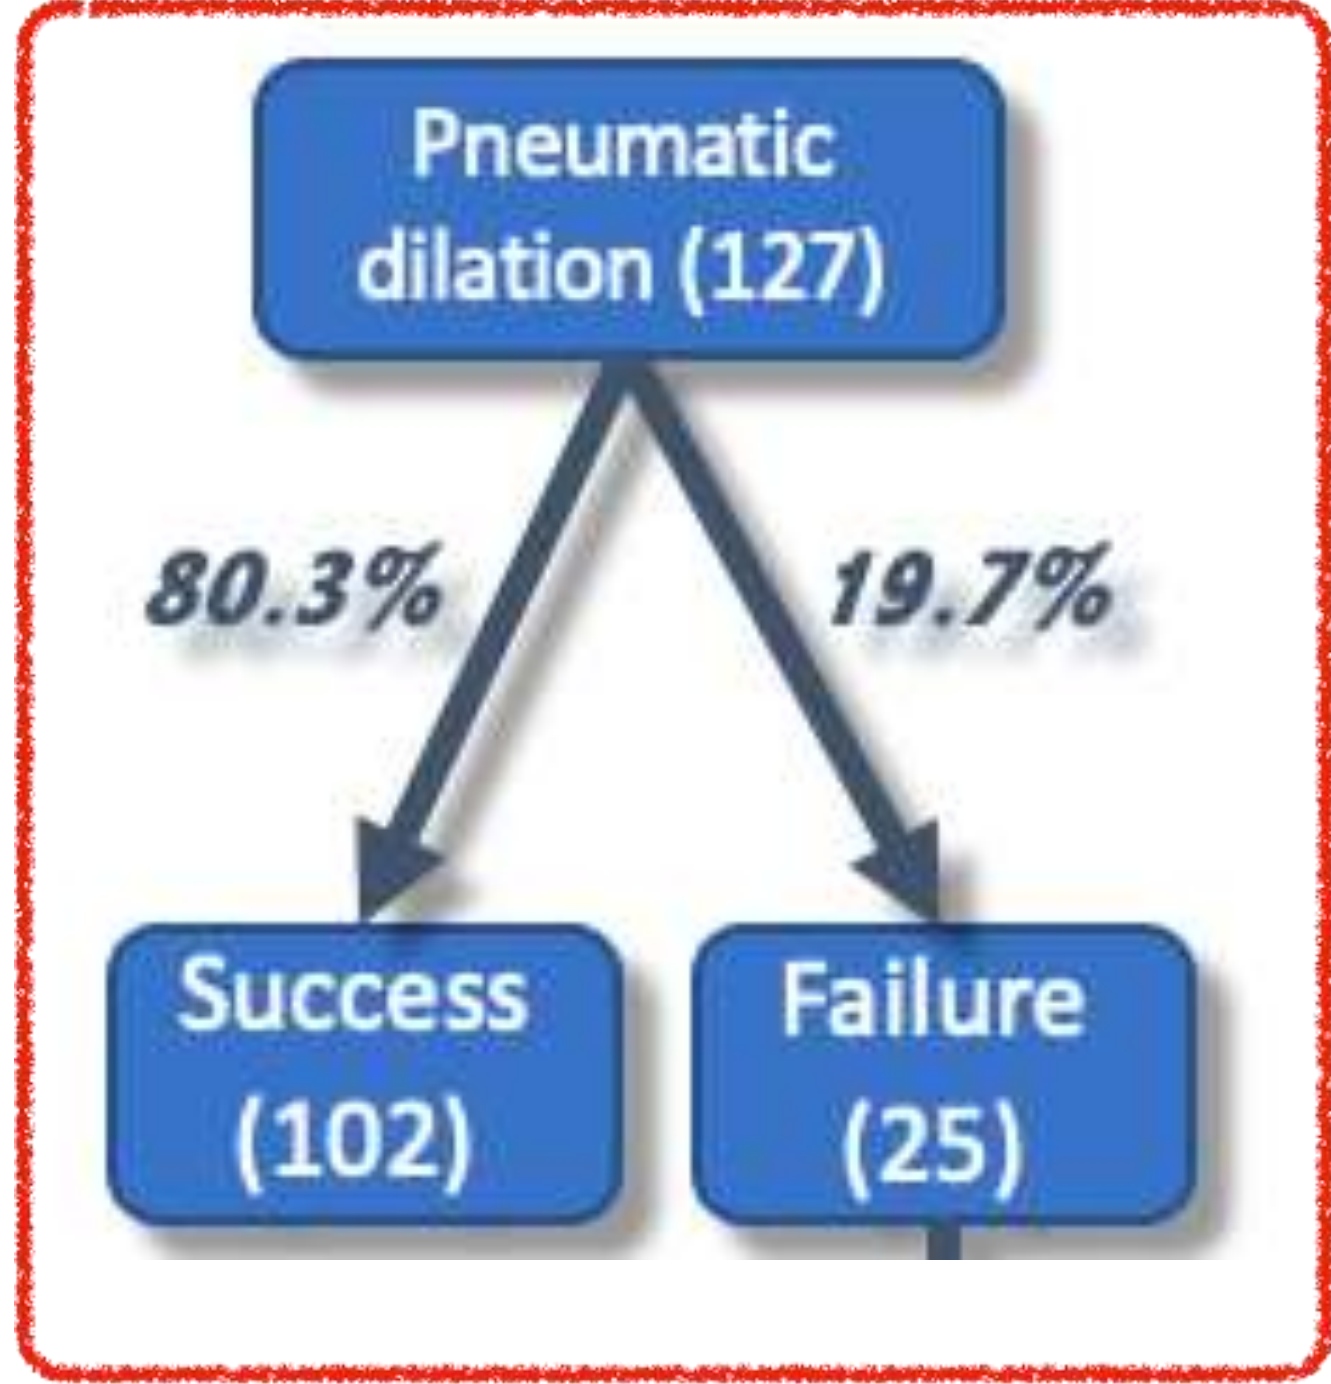 Pneumatic
dilation (127)
80.3%
19.7%
Success
(102)
Failure
(25)